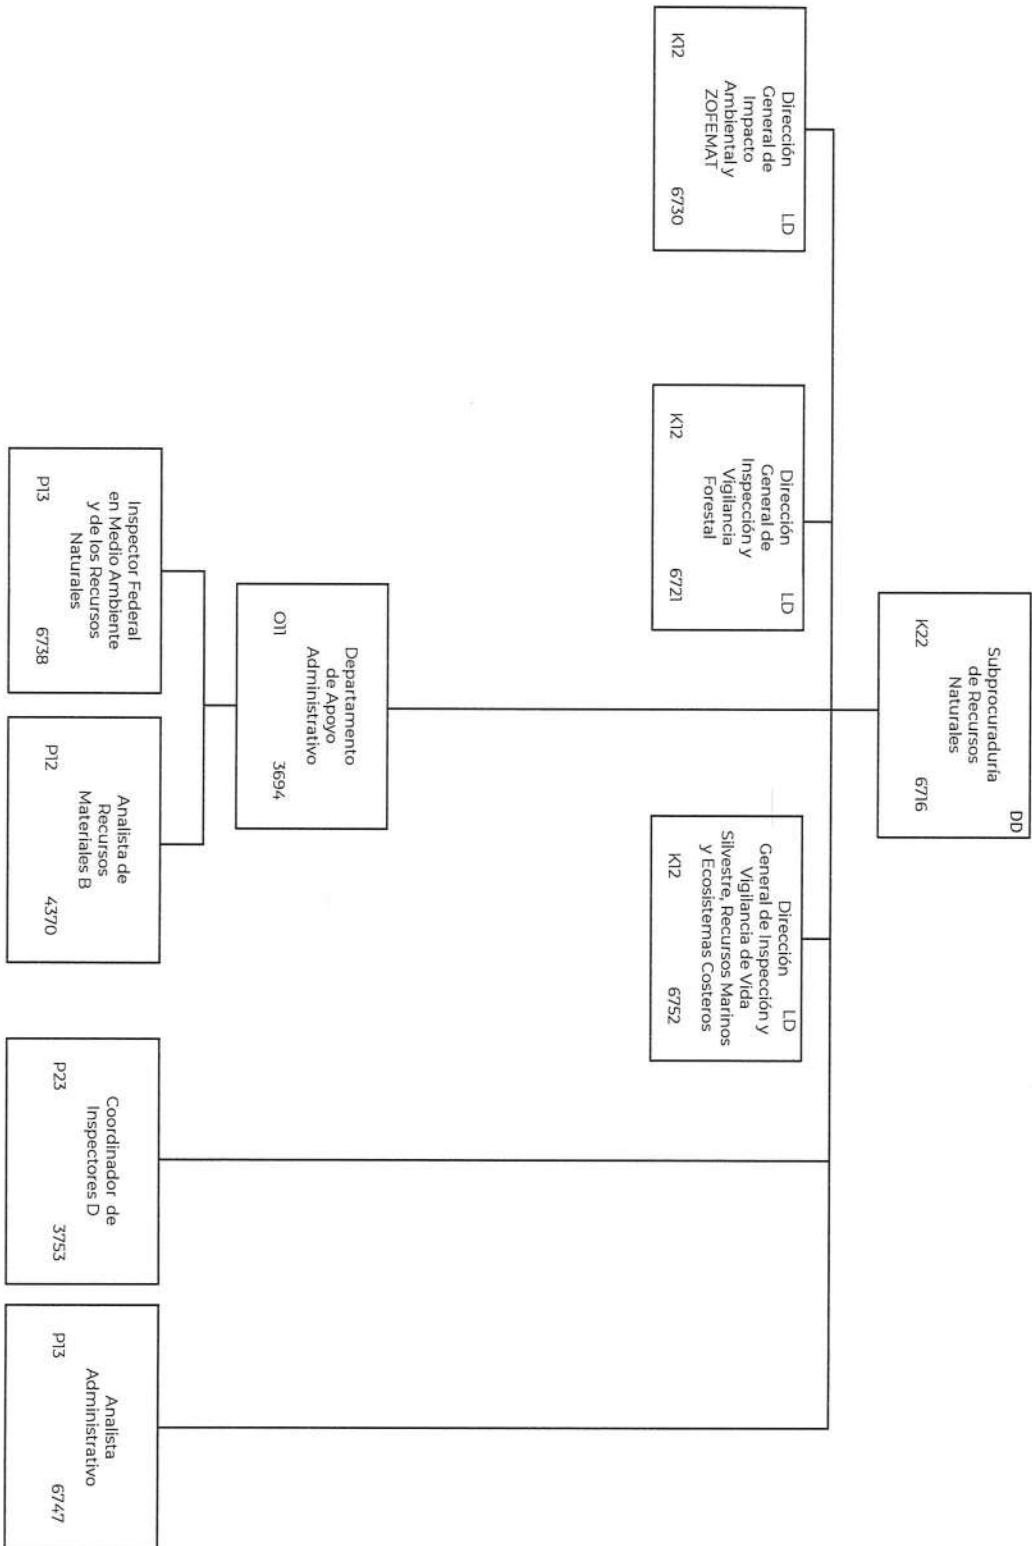 DD
Subprocuraduría
de Recursos
Naturales
K22 6716
LD
Dirección
General de
Impacto
Ambiental y
ZOFEMAT
K12 6730
LD
Dirección
General de
Inspección y
Vigilancia
Forestal
K12 6721
LD
Dirección
General de Inspección y
Vigilancia de Vida
Silvestre, Recursos Marinos
y Ecosistemas Costeros
K12 6752
Departamento
de Apoyo
Administrativo
O11 3694
Inspector Federal
en Medio Ambiente
y de los Recursos
Naturales
P13 6738
Analista de
Recursos
Materiales B
P12 4370
Coordinador de
Inspectores D
P23 3753
Analista
Administrativo
P13 6747